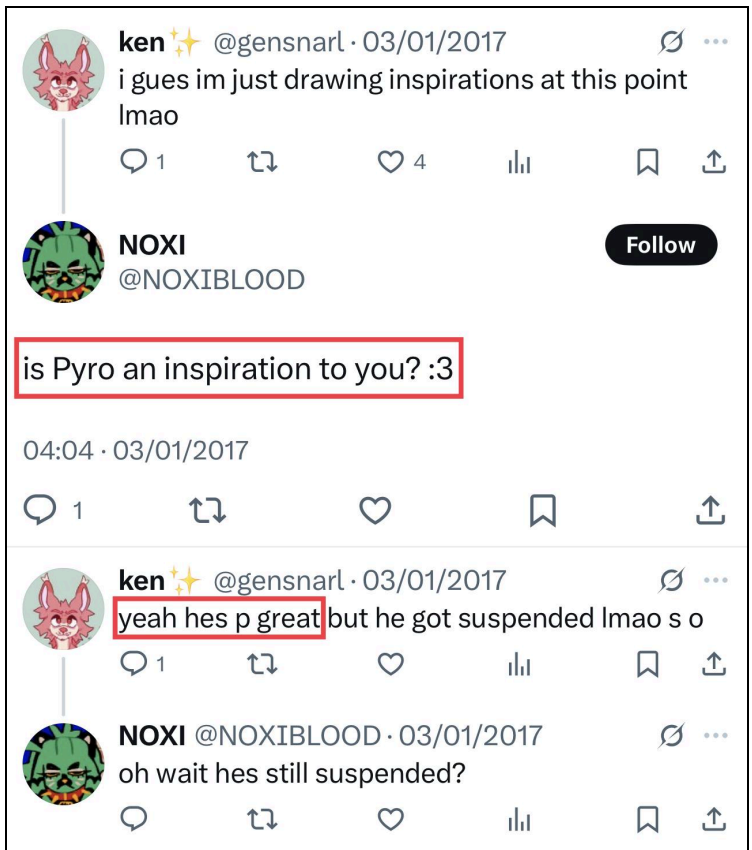 ken✨ @gensnarl · 03/01/2017
i gues im just drawing inspirations at this point
lmao
1 4
NOXI
Follow
@NOXIBLOOD
is Pyro an inspiration to you? :3
04:04 · 03/01/2017
1
ken✨ @gensnarl · 03/01/2017
yeah hes p great but he got suspended lmao s o
1
NOXI @NOXIBLOOD · 03/01/2017
oh wait hes still suspended?